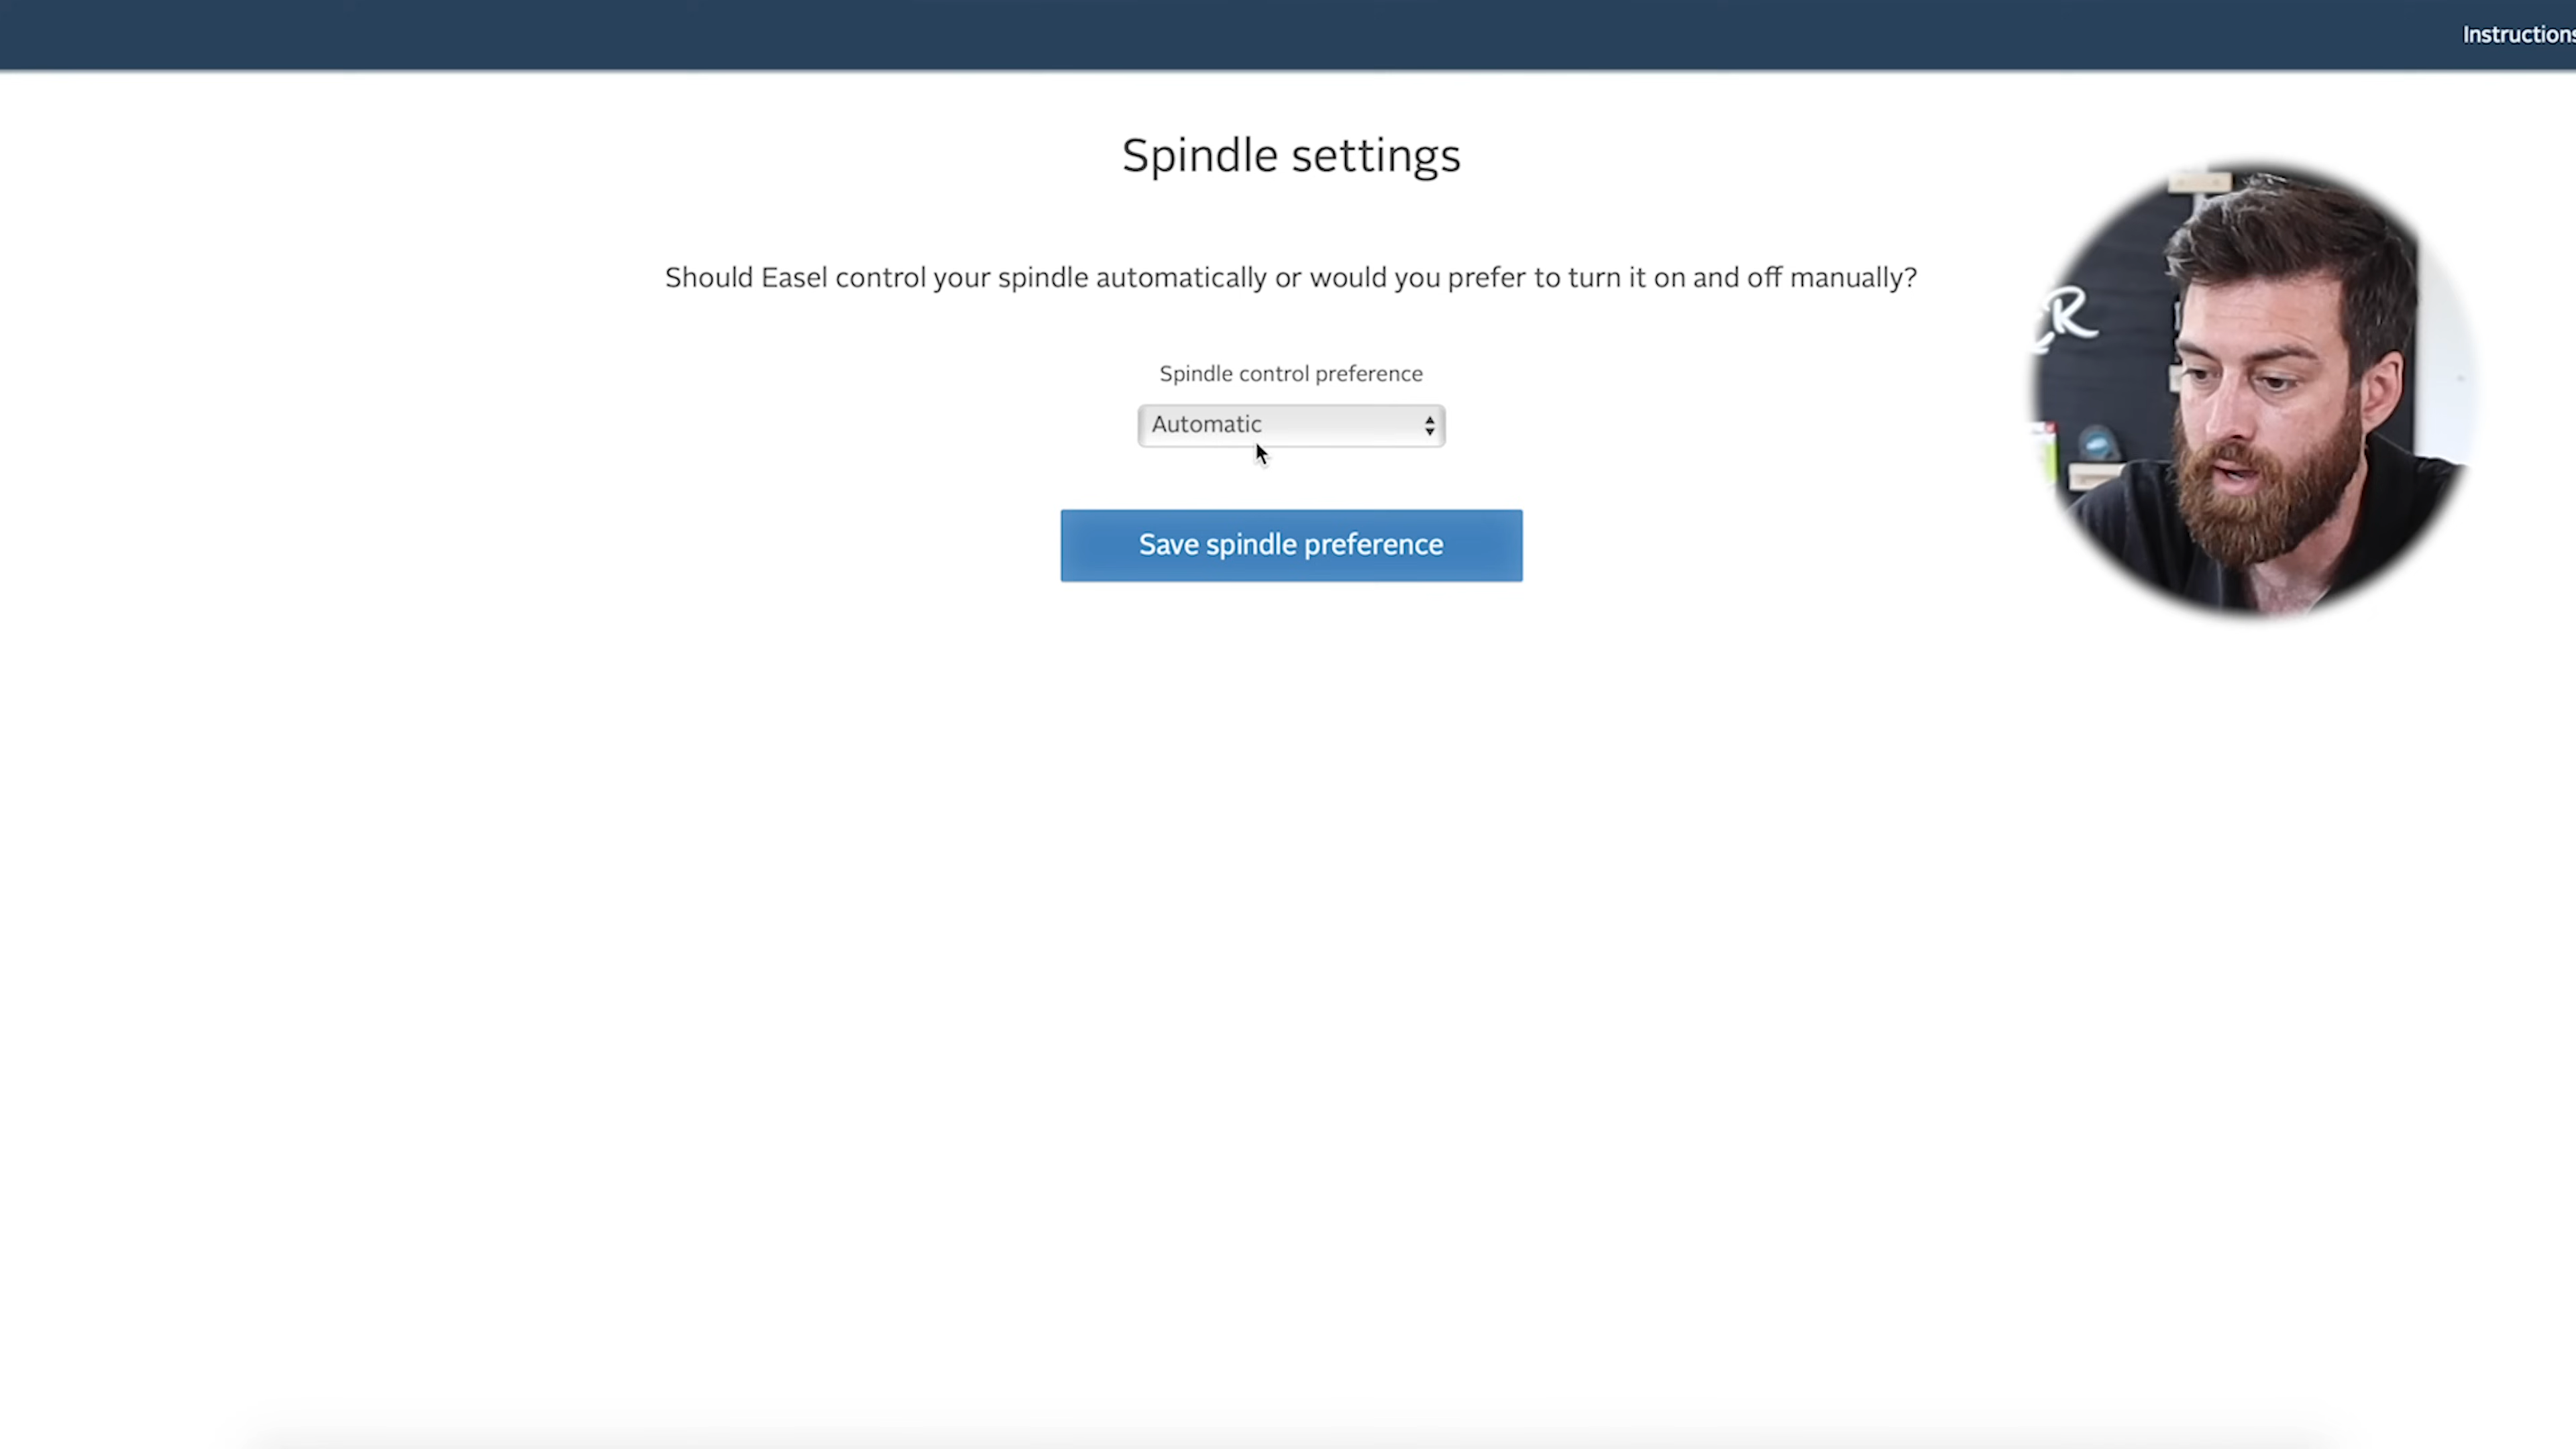 Instructions
Spindle settings
Should Easel control your spindle automatically or would you prefer to turn it on and off manually?
Spindle control preference
Automatic
Save spindle preference